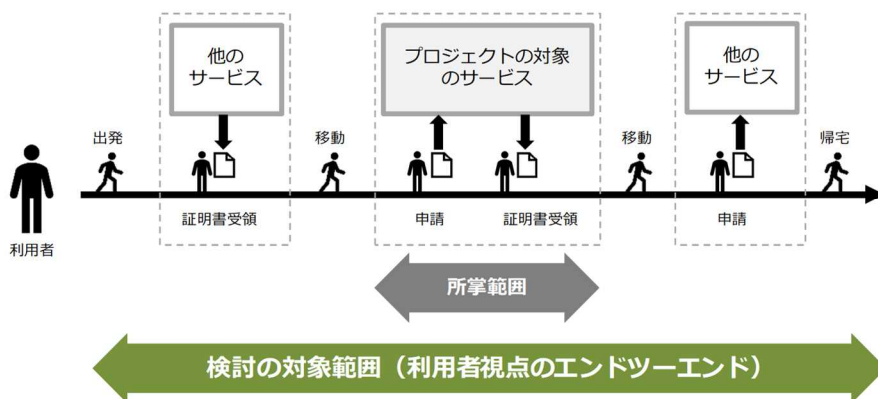 他の
サービス
プロジェクトの対象
のサービス
他の
サービス
出発
移動
移動
帰宅
利用者
証明書受領
申請
証明書受領
申請
所掌範囲
検討の対象範囲（利用者視点のエンドツーエンド）